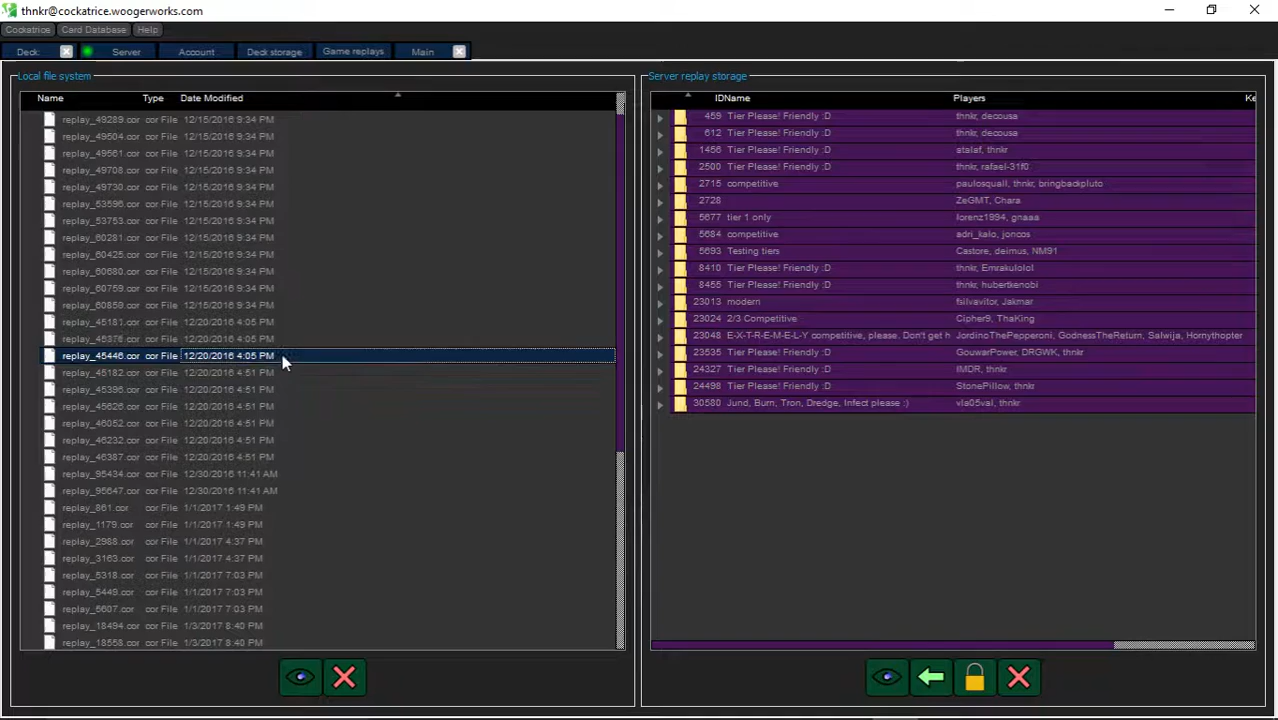 thnkr@cockatrice.woogerworks.com
Cockatrice Card Database Help
Deck: Server Account Deck storage Game replays Main
Local file system
Name Type Date Modified
replay_49289.cor cor File 12/15/2016 9:34 PM
replay_49504.cor cor File 12/15/2016 9:34 PM
replay_49561.cor cor File 12/15/2016 9:34 PM
replay_49708.cor cor File 12/15/2016 9:34 PM
replay_49730.cor cor File 12/15/2016 9:34 PM
replay_53596.cor cor File 12/15/2016 9:34 PM
replay_53753.cor cor File 12/15/2016 9:34 PM
replay_60281.cor cor File 12/15/2016 9:34 PM
replay_60425.cor cor File 12/15/2016 9:34 PM
replay_60680.cor cor File 12/15/2016 9:34 PM
replay_60759.cor cor File 12/15/2016 9:34 PM
replay_60859.cor cor File 12/15/2016 9:34 PM
replay_45181.cor cor File 12/20/2016 4:05 PM
replay_45376.cor cor File 12/20/2016 4:05 PM
replay_45446.cor cor File 12/20/2016 4:05 PM
replay_45182.cor cor File 12/20/2016 4:51 PM
replay_45396.cor cor File 12/20/2016 4:51 PM
replay_45626.cor cor File 12/20/2016 4:51 PM
replay_46052.cor cor File 12/20/2016 4:51 PM
replay_46232.cor cor File 12/20/2016 4:51 PM
replay_46387.cor cor File 12/20/2016 4:51 PM
replay_95434.cor cor File 12/30/2016 11:41 AM
replay_95647.cor cor File 12/30/2016 11:41 AM
replay_861.cor cor File 1/1/2017 1:49 PM
replay_1179.cor cor File 1/1/2017 1:49 PM
replay_2988.cor cor File 1/1/2017 4:37 PM
replay_3163.cor cor File 1/1/2017 4:37 PM
replay_5318.cor cor File 1/1/2017 7:03 PM
replay_5449.cor cor File 1/1/2017 7:03 PM
replay_5607.cor cor File 1/1/2017 7:03 PM
replay_18494.cor cor File 1/3/2017 8:40 PM
replay_18558.cor cor File 1/3/2017 8:40 PM
Server replay storage
ID Name Players Ke
459 Tier Please! Friendly :D thnkr, decousa
612 Tier Please! Friendly :D thnkr, decousa
1456 Tier Please! Friendly :D atalaf, thnkr
2500 Tier Please! Friendly :D thnkr, rafael-31f0
2715 competitive paulosquall, thnkr, bringbackpluto
2728 ZeGMT, Chara
5677 tier 1 only lorenz1994, gnaaa
5684 competitive adri_kalo, joncos
5693 Testing tiers Castore, deimus, NM91
8410 Tier Please! Friendly :D thnkr, Emrakulolol
8455 Tier Please! Friendly :D thnkr, hubertkenobi
23013 modern fsilvavitor, Jakmar
23024 2/3 Competitive Cipher9, ThaKing
23048 E-X-T-R-E-M-E-L-Y competitive, please. Don't get h JordinoThePepperoni, GodnessTheReturn, Salwija, Hornythopter
23535 Tier Please! Friendly :D GouwarPower, DRGWK, thnkr
24327 Tier Please! Friendly :D IMDR, thnkr
24498 Tier Please! Friendly :D StonePillow, thnkr
30580 Jund, Burn, Tron, Dredge, Infect please :) vla05val, thnkr